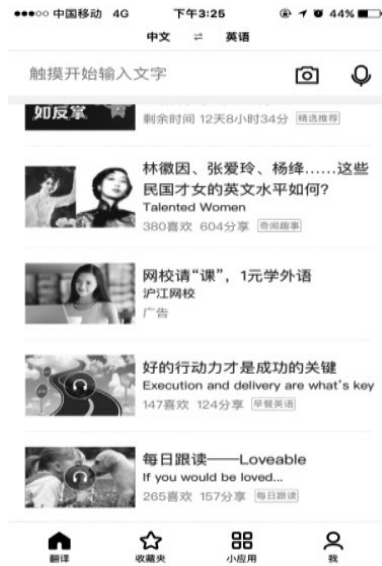 中国移动 4G 下午3:25 44%
中文 ⇌ 英语
触摸开始输入文字
如反掌
剩余时间 12天8小时34分 精选推荐
林徽因、张爱玲、杨绛……这些
民国才女的英文水平如何?
Talented Women
380喜欢 604分享 奇闻趣事
网校请“课”，1元学外语
沪江网校
广告
好的行动力才是成功的关键
Execution and delivery are what's key
147喜欢 124分享 早餐英语
每日跟读——Loveable
If you would be loved...
265喜欢 157分享 每日跟读
翻译 收藏夹 小应用 我